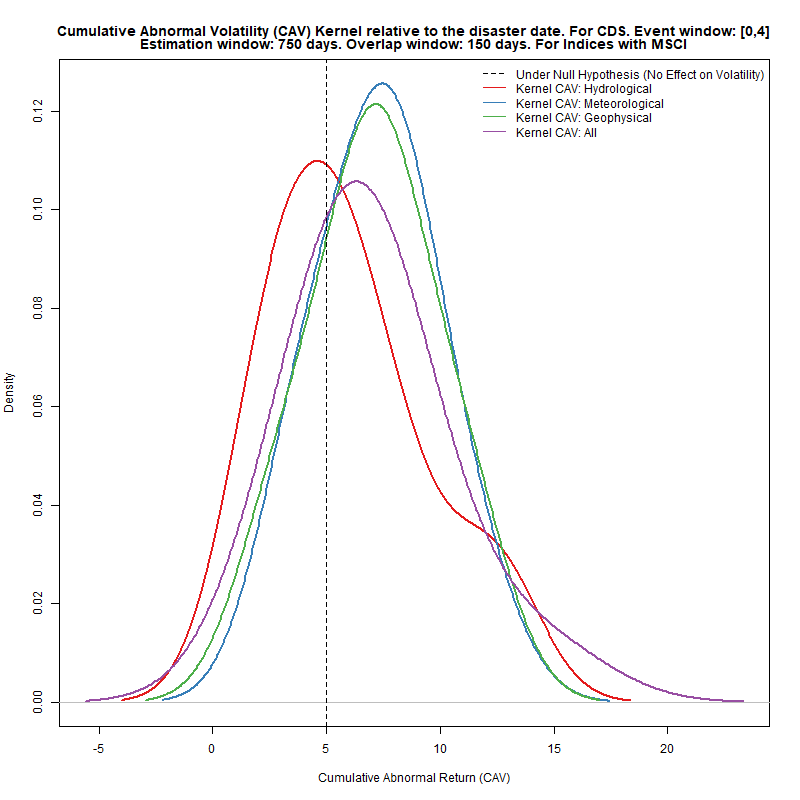 Cumulative Abnormal Volatility (CAV) Kernel relative to the disaster date. For CDS. Event window: [0,4]
Estimation window: 750 days. Overlap window: 150 days. For Indices with MSCI
Under Null Hypothesis (No Effect on Volatility)
Kernel CAV: Hydrological
Kernel CAV: Meteorological
Kernel CAV: Geophysical
Kernel CAV: All
0.12
0.10
0.08
0.06
0.04
0.02
0.00
Density
-5 0 5 10 15 20
Cumulative Abnormal Return (CAV)